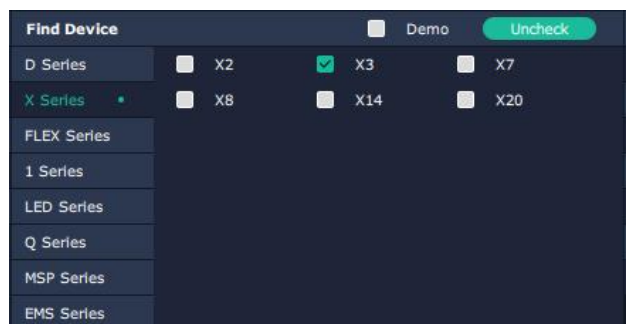 Find Device Demo Uncheck
D Series X2 X3 X7
X Series X8 X14 X20
FLEX Series
1 Series
LED Series
Q Series
MSP Series
EMS Series